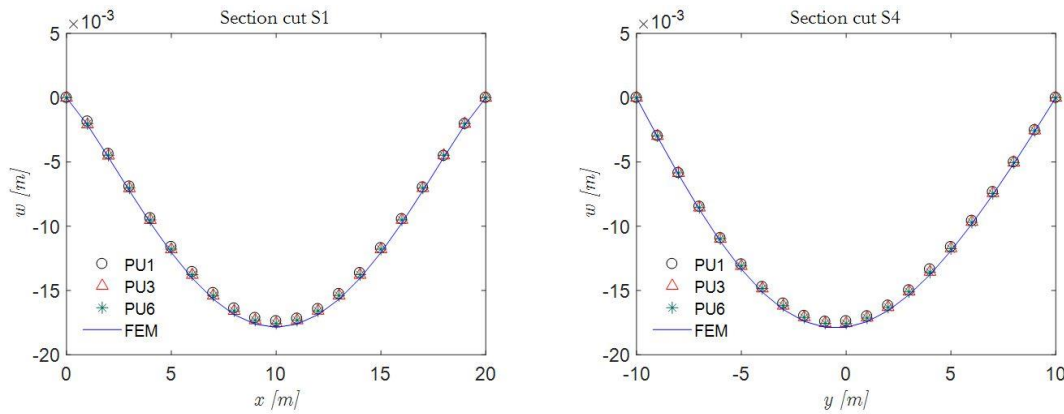 Section cut S1
×10⁻³
5
0
-5
-10
-15
-20
w [m]
PU1
PU3
PU6
FEM
0 5 10 15 20
x [m]
Section cut S4
×10⁻³
5
0
-5
-10
-15
-20
w [m]
PU1
PU3
PU6
FEM
-10 -5 0 5 10
y [m]